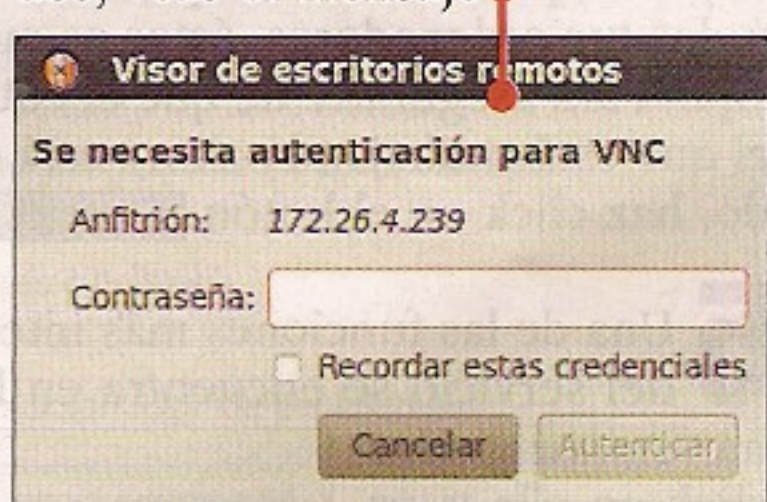 Visor de escritorios remotos
Se necesita autenticación para VNC
Anfitrión: 172.26.4.239
Contraseña:
Recordar estas credenciales
Cancelar Autenticar